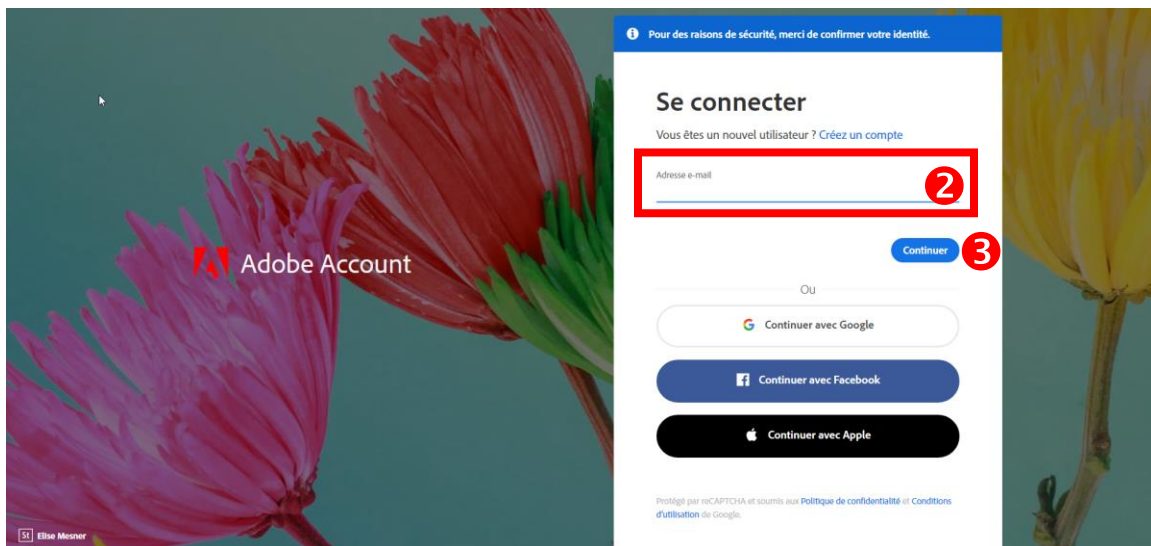 Pour des raisons de sécurité, merci de confirmer votre identité.
Se connecter
Vous êtes un nouvel utilisateur ? Créez un compte
Adresse e-mail
2
Continuer
3
Adobe Account
Ou
Continuer avec Google
Continuer avec Facebook
Continuer avec Apple
Protégé par reCAPTCHA et soumis aux Politique de confidentialité et Conditions
d'utilisation de Google.
St Elise Mesner